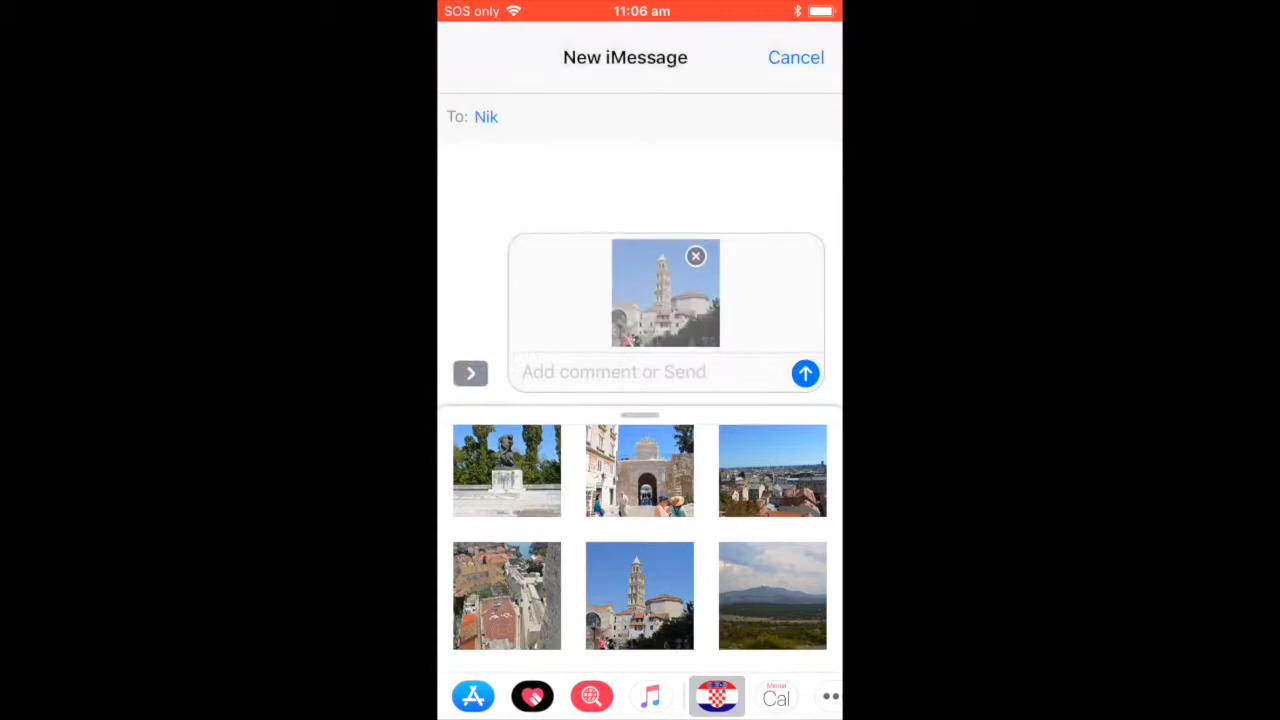 SOS only 11:06 am
New iMessage Cancel
To: Nik
Add comment or Send
Cal